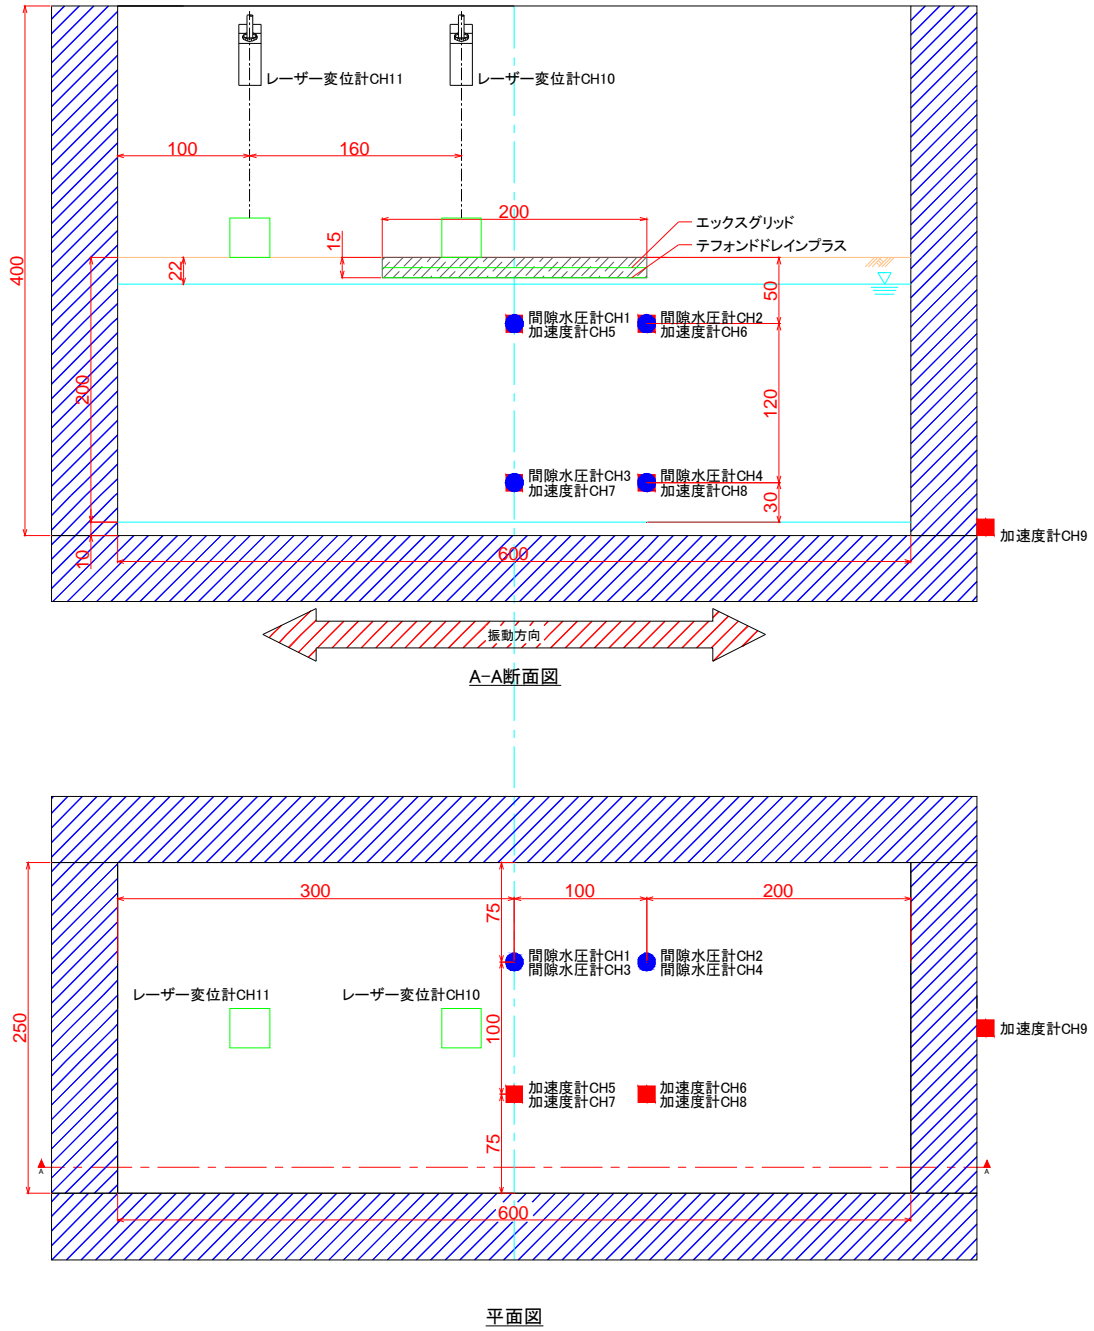 レーザー変位計CH11
レーザー変位計CH10
100
160
200
エックスグリッド
テフォンドドレインプラス
15
22
400
50
間隙水圧計CH1
加速度計CH5
間隙水圧計CH2
加速度計CH6
200
120
間隙水圧計CH3
加速度計CH7
間隙水圧計CH4
加速度計CH8
30
加速度計CH9
10
600
振動方向
A-A断面図
300
100
200
75
間隙水圧計CH1
間隙水圧計CH3
間隙水圧計CH2
間隙水圧計CH4
レーザー変位計CH11
レーザー変位計CH10
250
100
加速度計CH9
加速度計CH5
加速度計CH7
加速度計CH6
加速度計CH8
75
A
A
600
平面図